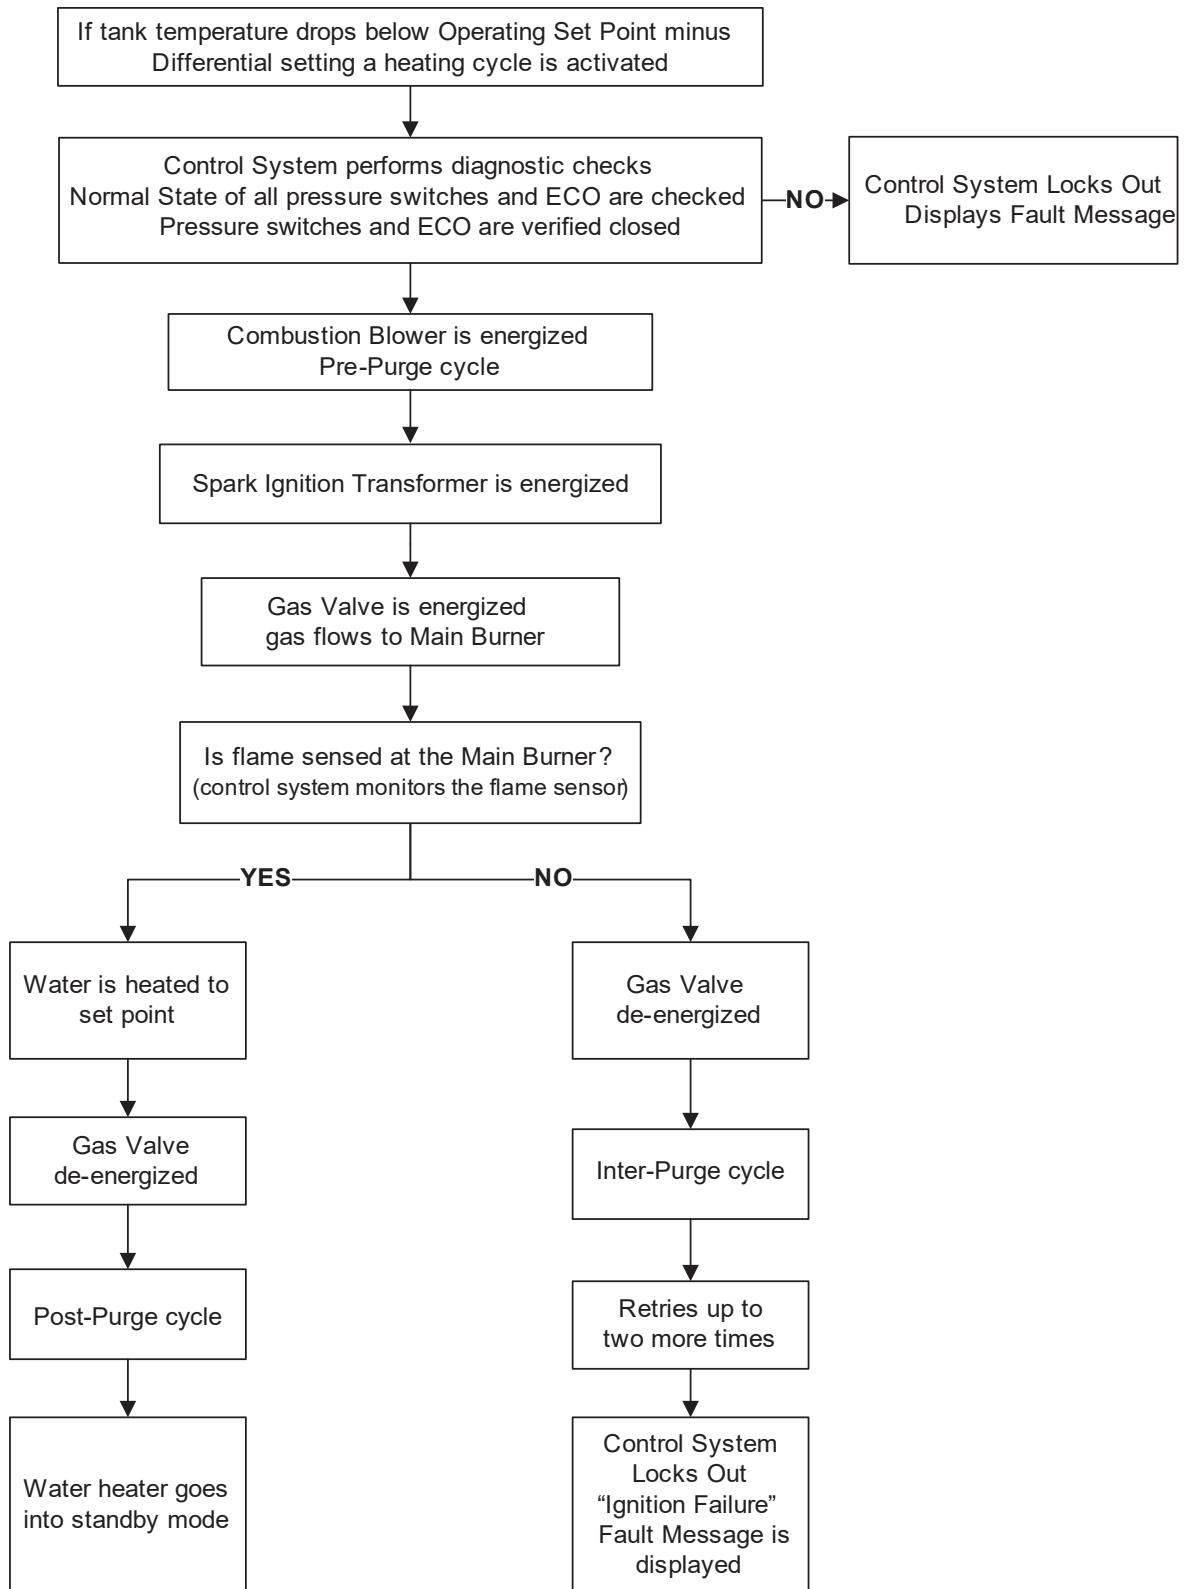 If tank temperature drops below Operating Set Point minus
Differential setting a heating cycle is activated
Control System performs diagnostic checks
Normal State of all pressure switches and ECO are checked
Pressure switches and ECO are verified closed
NO
Control System Locks Out
Displays Fault Message
Combustion Blower is energized
Pre-Purge cycle
Spark Ignition Transformer is energized
Gas Valve is energized
gas flows to Main Burner
Is flame sensed at the Main Burner?
(control system monitors the flame sensor)
YES
NO
Water is heated to
set point
Gas Valve
de-energized
Post-Purge cycle
Water heater goes
into standby mode
Gas Valve
de-energized
Inter-Purge cycle
Retries up to
two more times
Control System
Locks Out
“Ignition Failure”
Fault Message is
displayed